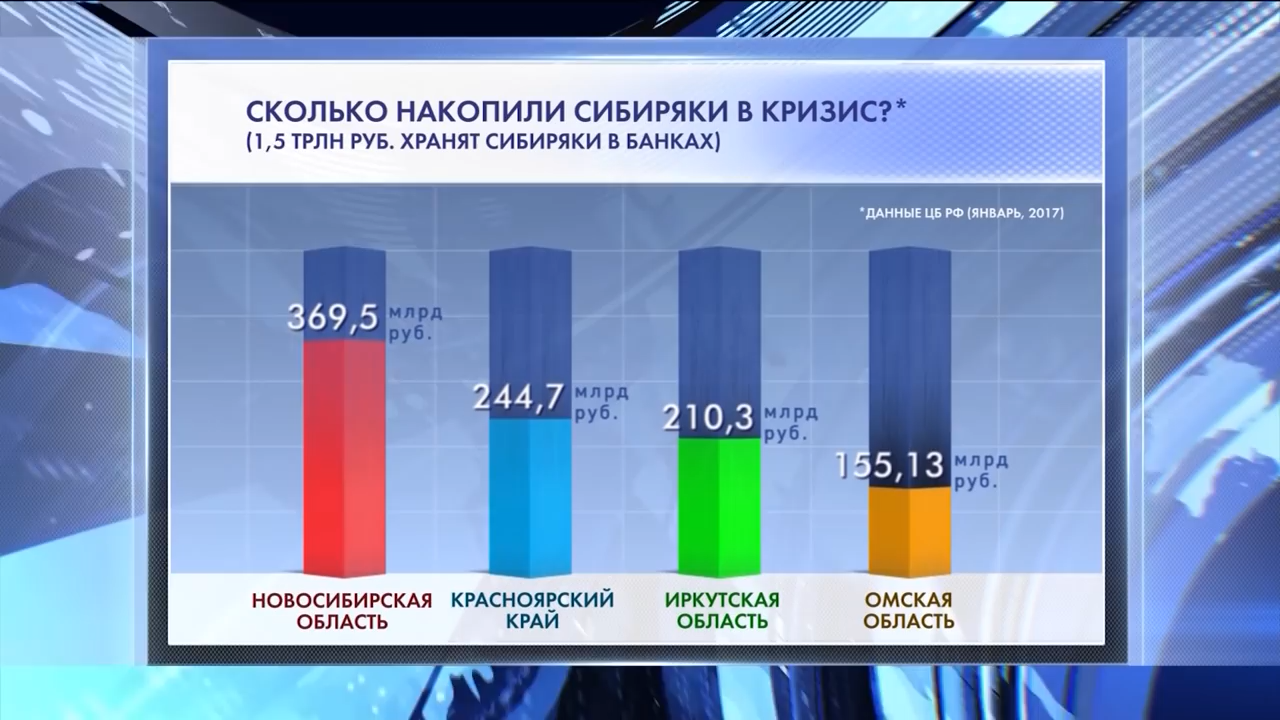 СКОЛЬКО НАКОПИЛИ СИБИРЯКИ В КРИЗИС?*
(1,5 ТРЛН РУБ. ХРАНЯТ СИБИРЯКИ В БАНКАХ)
*ДАННЫЕ ЦБ РФ (ЯНВАРЬ, 2017)
369,5 млрд руб.
244,7 млрд руб.
210,3 млрд руб.
155,13 млрд руб.
НОВОСИБИРСКАЯ
ОБЛАСТЬ
КРАСНОЯРСКИЙ
КРАЙ
ИРКУТСКАЯ
ОБЛАСТЬ
ОМСКАЯ
ОБЛАСТЬ